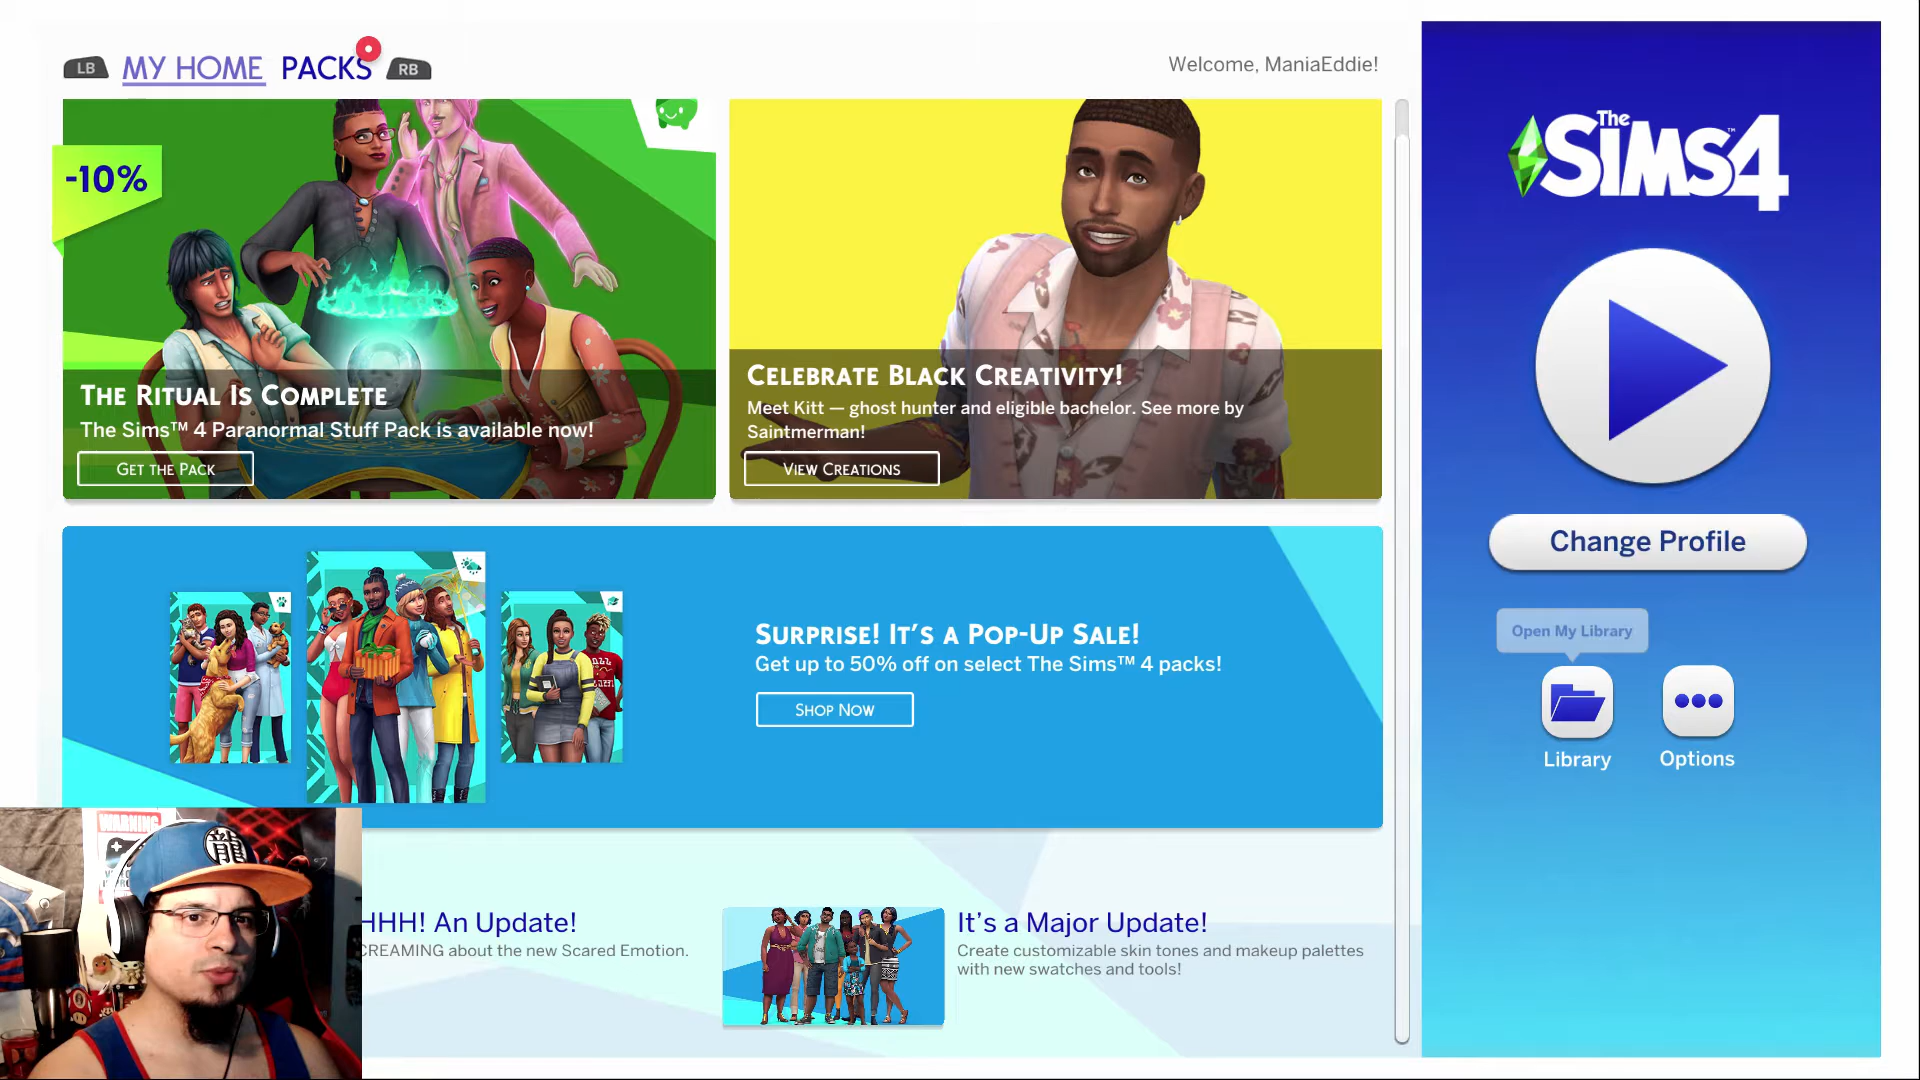 LB MY HOME PACKS RB
Welcome, ManiaEddie!
-10%
THE RITUAL IS COMPLETE
The Sims™ 4 Paranormal Stuff Pack is available now!
GET THE PACK
CELEBRATE BLACK CREATIVITY!
Meet Kitt — ghost hunter and eligible bachelor. See more by
Saintmerman!
VIEW CREATIONS
SURPRISE! IT'S A POP-UP SALE!
Get up to 50% off on select The Sims™ 4 packs!
SHOP NOW
HHH! An Update!
CREAMING about the new Scared Emotion.
It's a Major Update!
Create customizable skin tones and makeup palettes
with new swatches and tools!
The SiMS™ 4
Change Profile
Open My Library
Library
Options
WARNING
龍